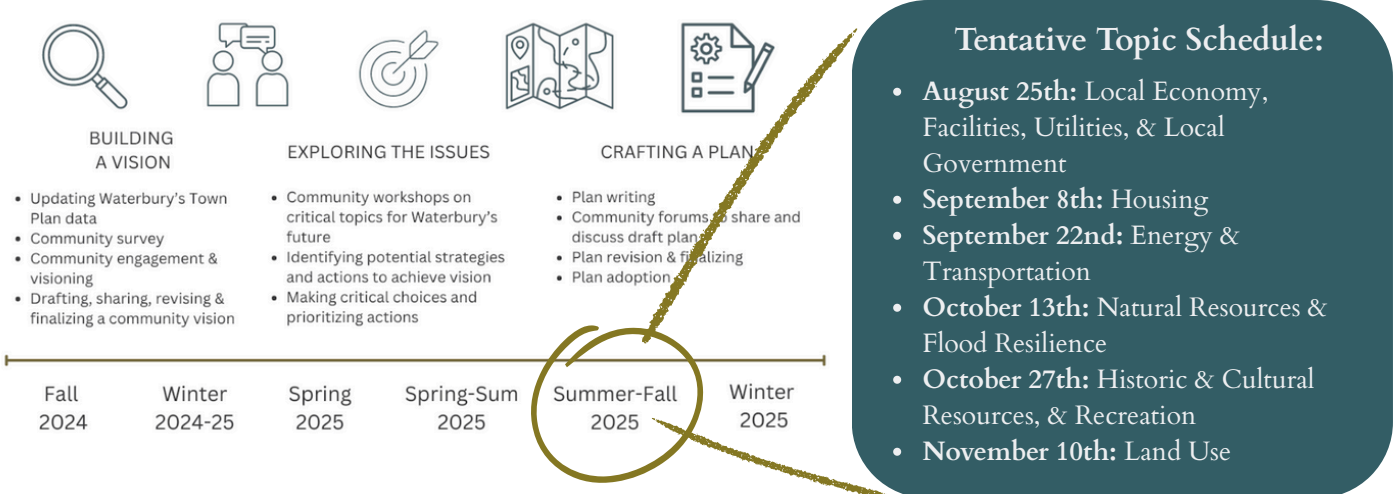 BUILDING
A VISION
• Updating Waterbury's Town
Plan data
• Community survey
• Community engagement &
visioning
• Drafting, sharing, revising &
finalizing a community vision
EXPLORING THE ISSUES
• Community workshops on
critical topics for Waterbury's
future
• Identifying potential strategies
and actions to achieve vision
• Making critical choices and
prioritizing actions
CRAFTING A PLAN
• Plan writing
• Community forums to share and
discuss draft plan
• Plan revision & finalizing
• Plan adoption
Fall
2024
Winter
2024-25
Spring
2025
Spring-Sum
2025
Summer-Fall
2025
Winter
2025
Tentative Topic Schedule:
• August 25th: Local Economy,
Facilities, Utilities, & Local
Government
• September 8th: Housing
• September 22nd: Energy &
Transportation
• October 13th: Natural Resources &
Flood Resilience
• October 27th: Historic & Cultural
Resources, & Recreation
• November 10th: Land Use